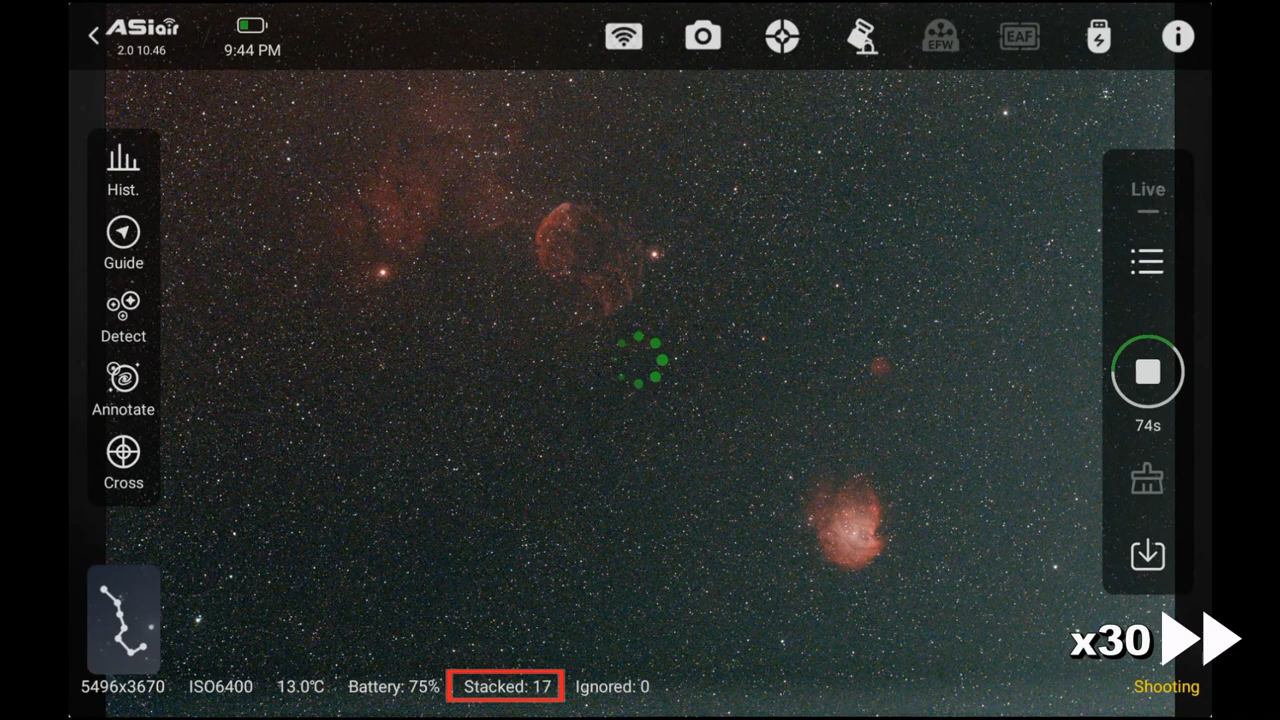 ASiair
2.0 10.46
9:44 PM
EFW
EAF
Hist.
Guide
Detect
Annotate
Cross
Live
74s
x30
5496x3670 ISO6400 13.0℃ Battery: 75% Stacked: 17 Ignored: 0
Shooting